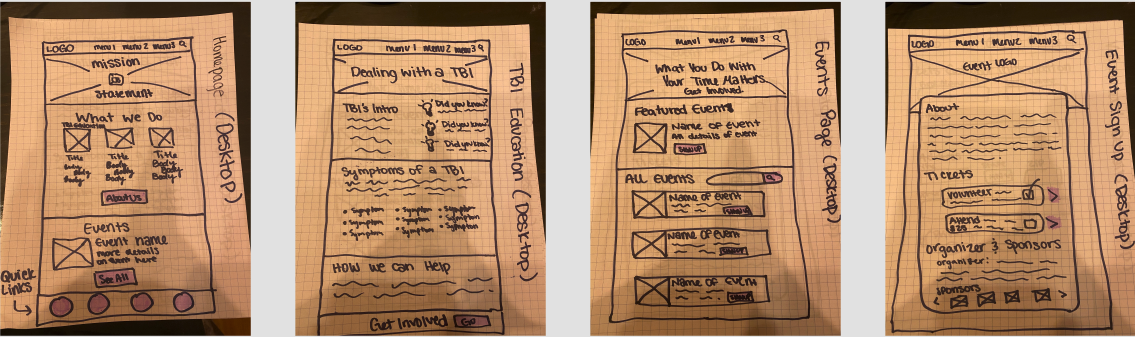 LOGO menu 1 menu 2 menu 3
mission
statement
What We Do
TBI Education
Title Title Title
Body Body Body
Body Body Body
Body Body Body
About Us
Events
Event name
more details
on event here
See All
Quick
Links
Homepage (Desktop)
LOGO menu 1 menu 2 menu 3
Dealing with a TBI
TBI's Intro
Did you know?
Did you know?
Did you know?
Symptoms of a TBI
• Symptom • Symptom • Symptom
• Symptom • Symptom • Symptom
• Symptom • Symptom • Symptom
How we can Help
Get Involved Go
TBI Education (Desktop)
LOGO menu 1 menu 2 menu 3
What You Do With
Your Time Matters
Get Involved.
Featured Events
Name of Event
details of event
SIGN UP
All Events
Name of Event
SIGN UP
Name of Event
SIGN UP
Name of Event
SIGN UP
Events Page (Desktop)
LOGO menu 1 menu 2 menu 3
Event LOGO
About
Tickets
Volunteer
Attend
$25
Organizer & Sponsors
organizer:
Sponsors
Event Sign Up (Desktop)